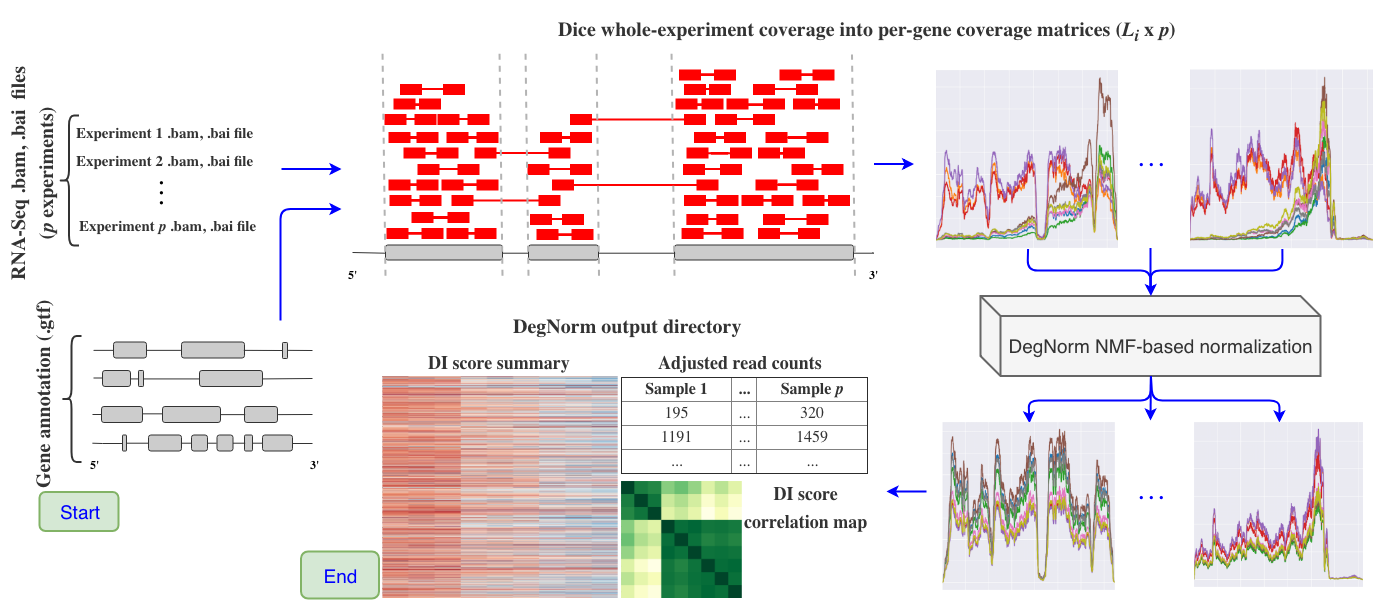 Dice whole-experiment coverage into per-gene coverage matrices (Li x p)
RNA-Seq .bam, .bai files
(p experiments)
Experiment 1 .bam, .bai file
Experiment 2 .bam, .bai file
⋮
Experiment p .bam, .bai file
5'
3'
...
Gene annotation (.gtf)
5'
3'
Start
DegNorm NMF-based normalization
...
DegNorm output directory
DI score summary
Adjusted read counts
Sample 1 ... Sample p
195 ... 320
1191 ... 1459
... ... ...
DI score
correlation map
End